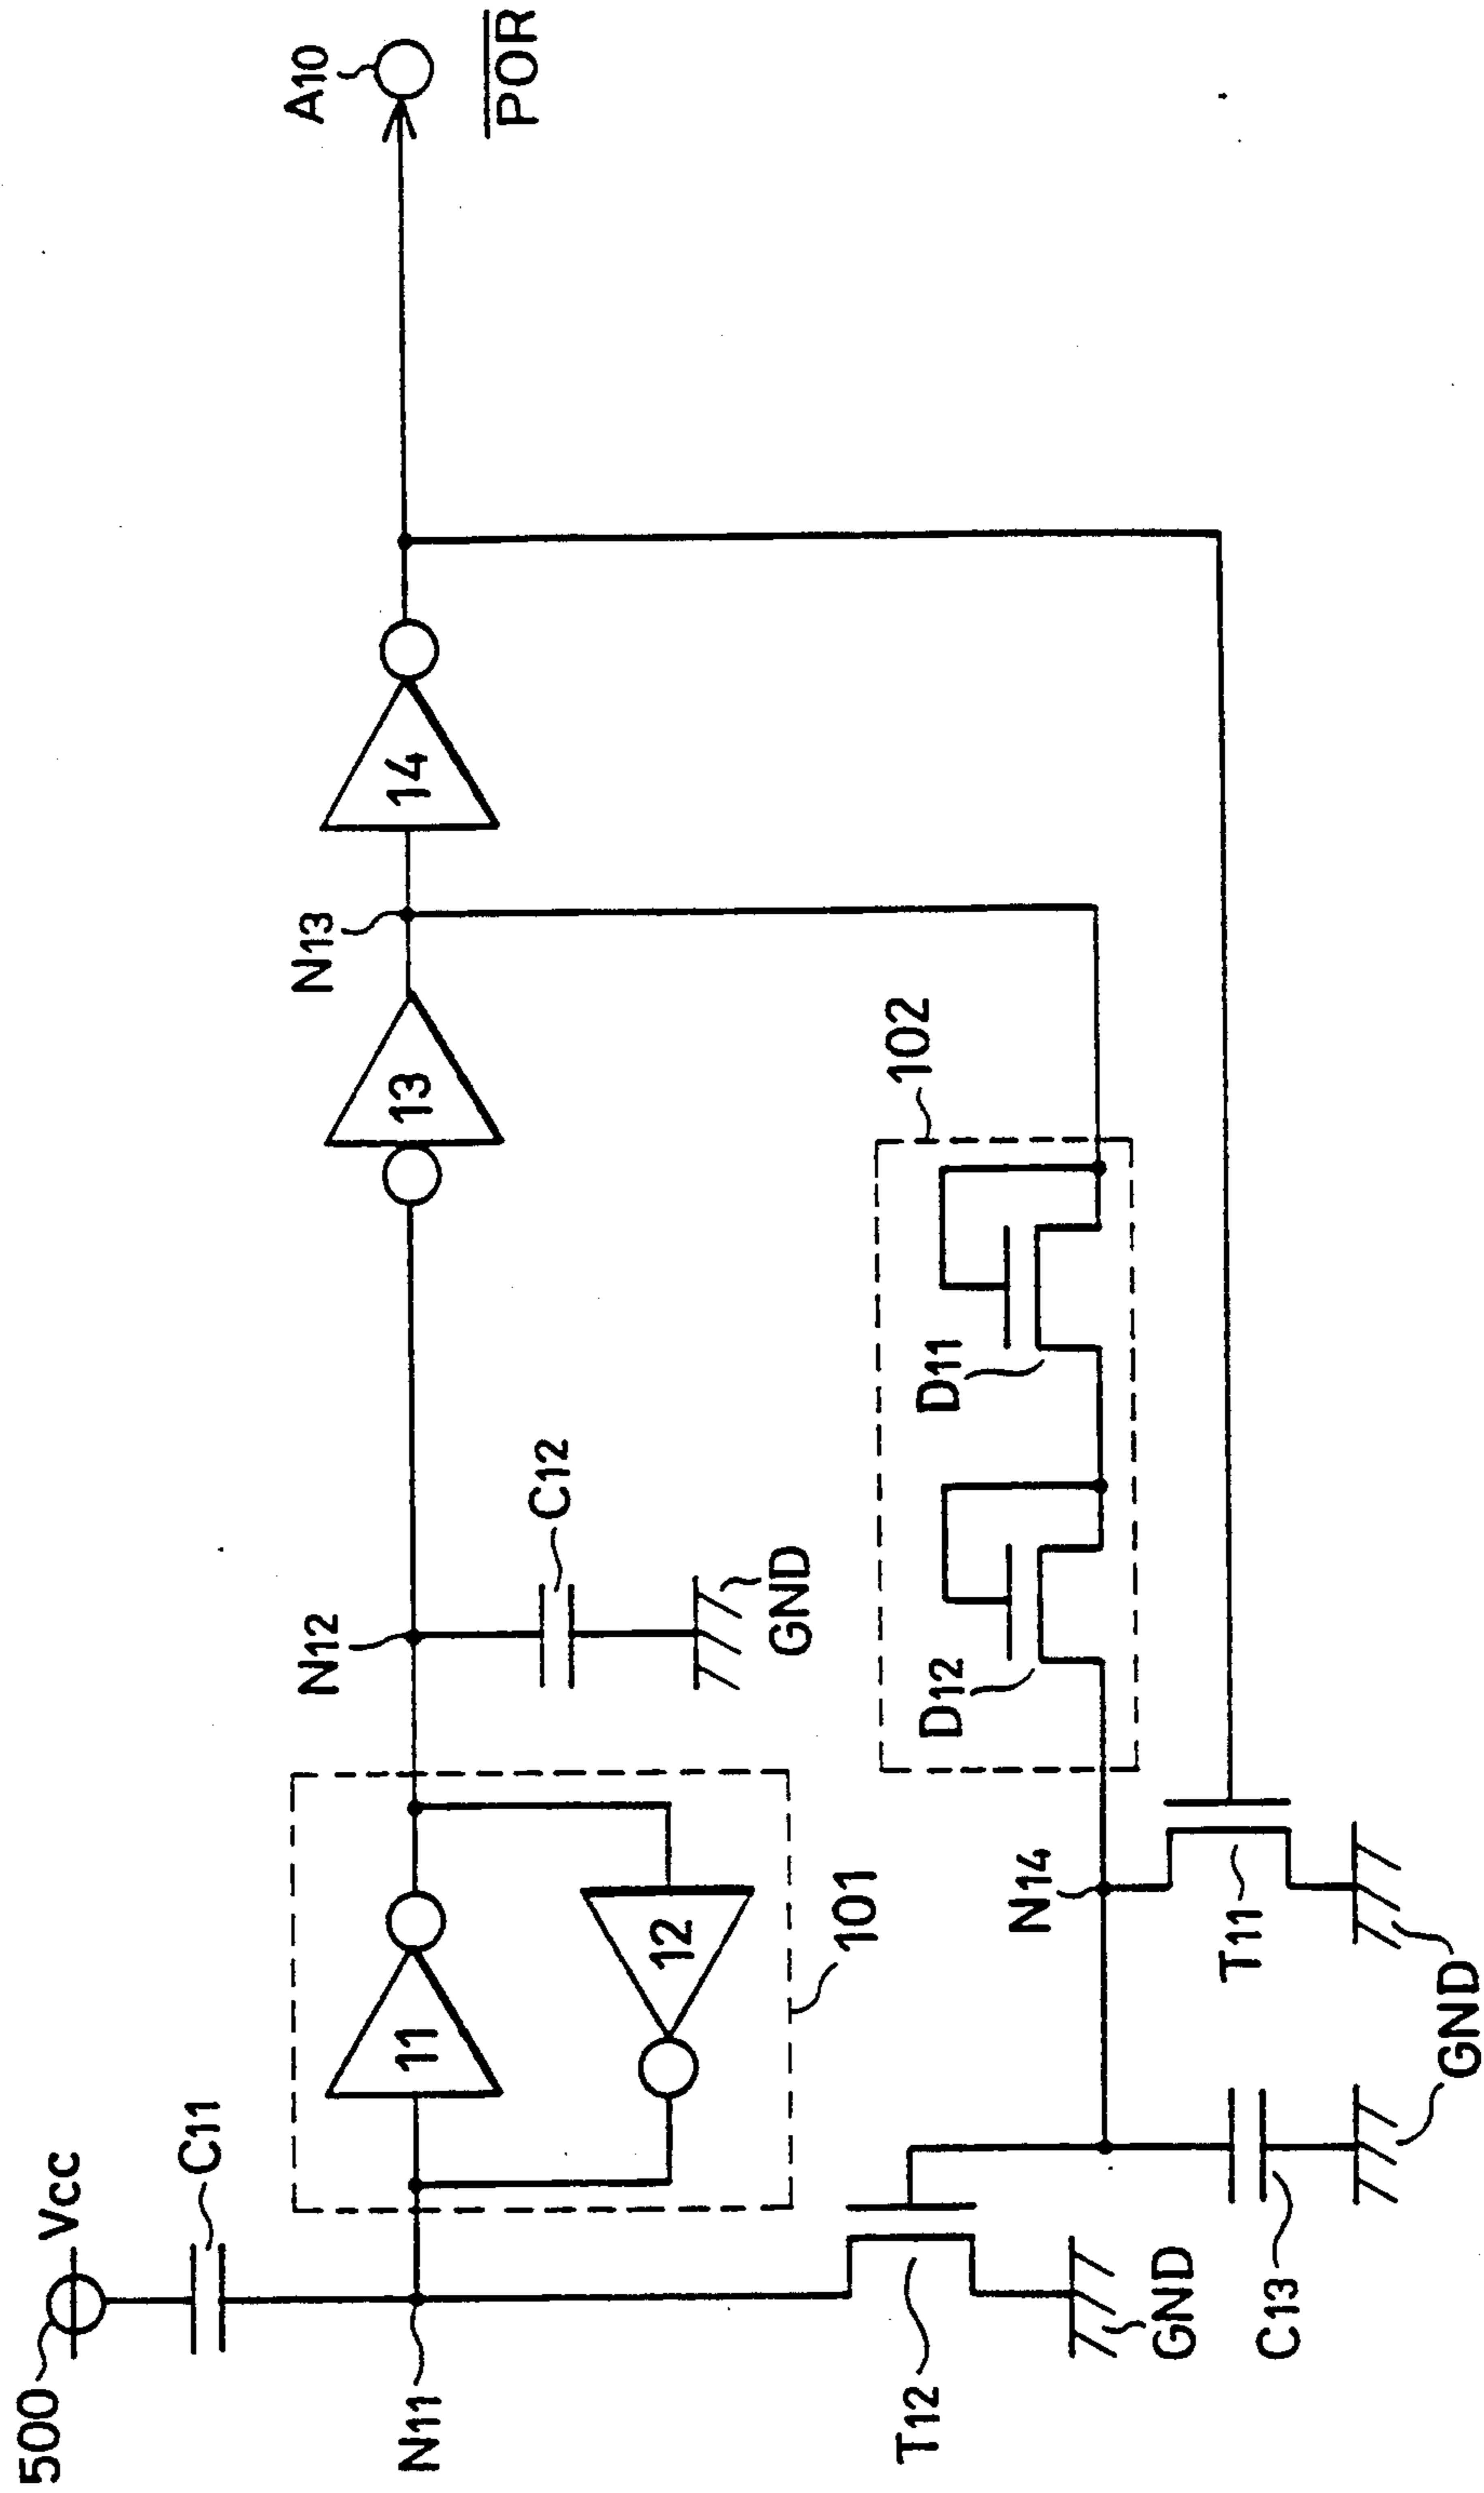 500
Vcc
C11
N11
11
12
101
N12
C12
GND
13
N13
14
A10
POR
102
D11
D12
N14
T11
GND
T12
GND
C13